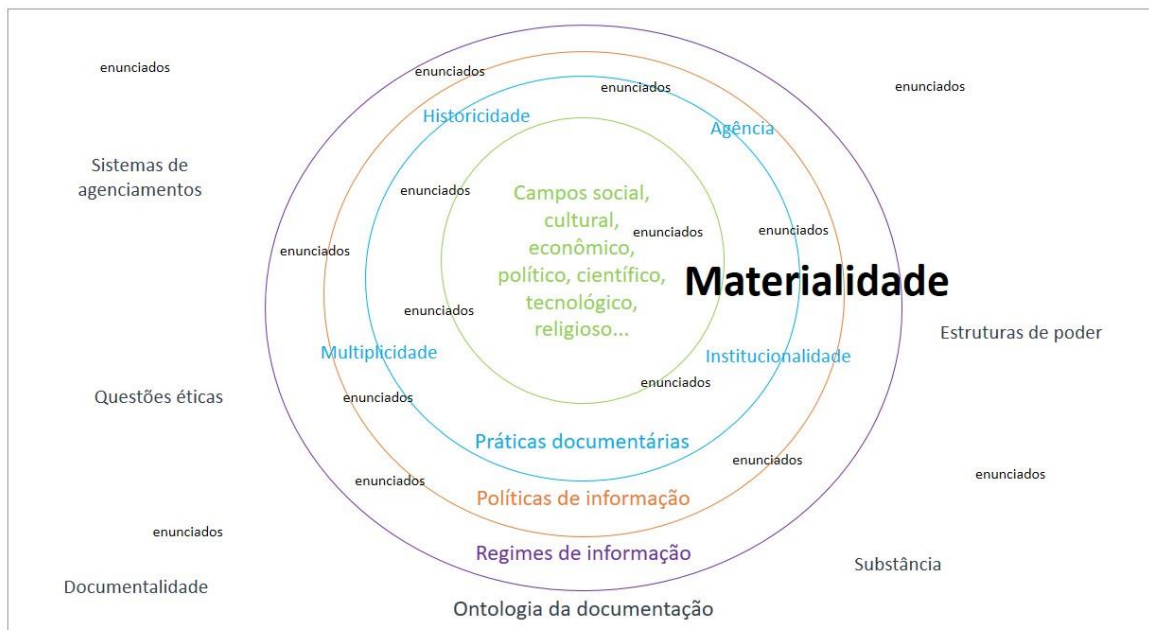 enunciados
enunciados
enunciados
enunciados
Historicidade
Agência
Sistemas de
agenciamentos
enunciados
Campos social,
cultural,
econômico,
político, científico,
tecnológico,
religioso...
enunciados
enunciados
enunciados
Materialidade
enunciados
Estruturas de poder
Multiplicidade
Institucionalidade
enunciados
Questões éticas
enunciados
Práticas documentárias
enunciados
enunciados
enunciados
Políticas de informação
enunciados
Regimes de informação
Substância
Documentalidade
Ontologia da documentação